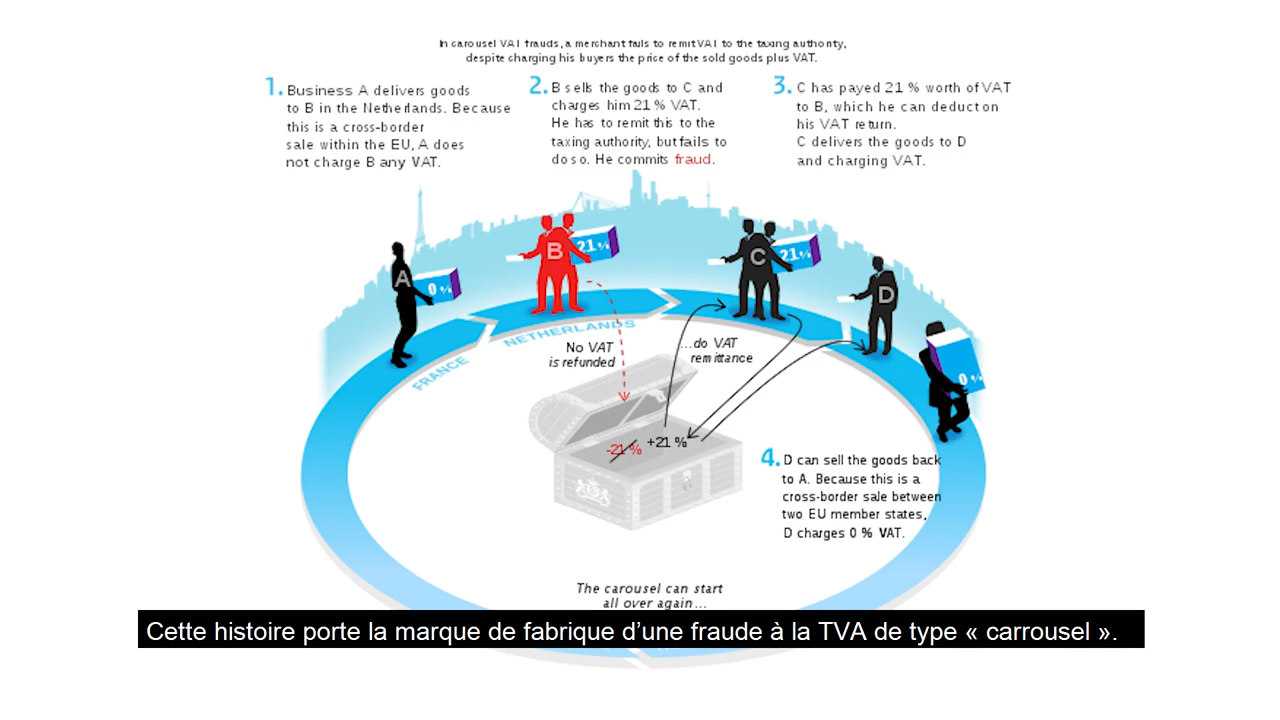 In carousel VAT frauds, a merchant fails to remit VAT to the taxing authority,
despite charging his buyers the price of the sold goods plus VAT.
1. Business A delivers goods
to B in the Netherlands. Because
this is a cross-border
sale within the EU, A does
not charge B any VAT.
2. B sells the goods to C and
charges him 21 % VAT.
He has to remit this to the
taxing authority, but fails to
do so. He commits fraud.
3. C has payed 21 % worth of VAT
to B, which he can deduct on
his VAT return.
C delivers the goods to D
and charging VAT.
A
0 %
B
21%
C
21%
D
0 %
FRANCE
NETHERLANDS
No VAT
is refunded
...do VAT
remittance
-21 %
+21 %
4. D can sell the goods back
to A. Because this is a
cross-border sale between
two EU member states,
D charges 0 % VAT.
The carousel can start
all over again...
Cette histoire porte la marque de fabrique d'une fraude à la TVA de type « carrousel ».